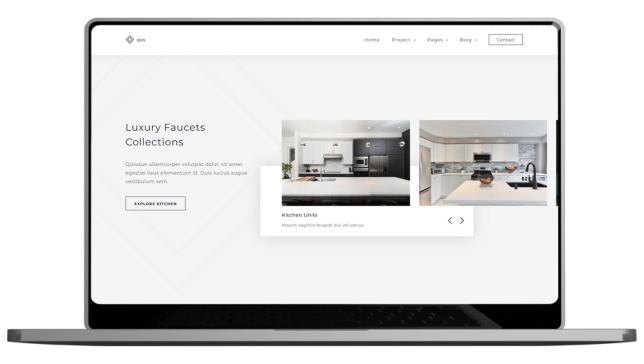 Home Project Pages Blog Contact
Luxury Faucets
Collections
Quisque ullamcorper volutpat dolor, sit amet
egestas risus elementum id. Duis luctus augue
vestibulum sem.
EXPLORE KITCHEN
Kitchen Units
Mauris sagittis feugiat dui vel varius